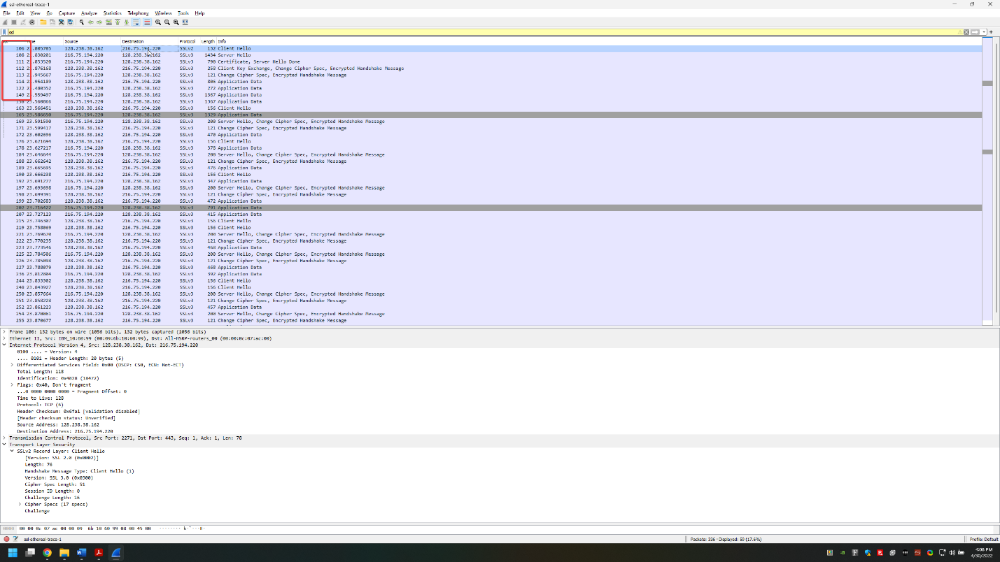 ssl-ethereal-trace-1
File Edit View Go Capture Analyze Statistics Telephony Wireless Tools Help
ssl
Source Destination Protocol Length Info
106 23.805705 128.238.38.162 216.75.194.220 SSLv2 132 Client Hello
108 23.830201 216.75.194.220 128.238.38.162 SSLv3 1434 Server Hello
111 23.853520 216.75.194.220 128.238.38.162 SSLv3 790 Certificate, Server Hello Done
112 23.876168 128.238.38.162 216.75.194.220 SSLv3 258 Client Key Exchange, Change Cipher Spec, Encrypted Handshake Message
113 23.945667 216.75.194.220 128.238.38.162 SSLv3 121 Change Cipher Spec, Encrypted Handshake Message
114 23.954189 128.238.38.162 216.75.194.220 SSLv3 806 Application Data
122 23.480352 216.75.194.220 128.238.38.162 SSLv3 272 Application Data
149 23.559497 216.75.194.220 128.238.38.162 SSLv3 1367 Application Data
158 23.560866 216.75.194.220 128.238.38.162 SSLv3 1367 Application Data
163 23.566451 128.238.38.162 216.75.194.220 SSLv3 156 Client Hello
165 23.586650 216.75.194.220 128.238.38.162 SSLv3 1329 Application Data
169 23.591590 216.75.194.220 128.238.38.162 SSLv3 200 Server Hello, Change Cipher Spec, Encrypted Handshake Message
171 23.599417 128.238.38.162 216.75.194.220 SSLv3 121 Change Cipher Spec, Encrypted Handshake Message
172 23.602696 128.238.38.162 216.75.194.220 SSLv3 470 Application Data
176 23.621694 128.238.38.162 216.75.194.220 SSLv3 156 Client Hello
178 23.627217 216.75.194.220 128.238.38.162 SSLv3 378 Application Data
184 23.646644 216.75.194.220 128.238.38.162 SSLv3 200 Server Hello, Change Cipher Spec, Encrypted Handshake Message
188 23.662642 128.238.38.162 216.75.194.220 SSLv3 121 Change Cipher Spec, Encrypted Handshake Message
189 23.665695 128.238.38.162 216.75.194.220 SSLv3 476 Application Data
190 23.666238 128.238.38.162 216.75.194.220 SSLv3 156 Client Hello
192 23.691277 216.75.194.220 128.238.38.162 SSLv3 347 Application Data
197 23.693698 216.75.194.220 128.238.38.162 SSLv3 200 Server Hello, Change Cipher Spec, Encrypted Handshake Message
198 23.699391 128.238.38.162 216.75.194.220 SSLv3 121 Change Cipher Spec, Encrypted Handshake Message
199 23.702683 128.238.38.162 216.75.194.220 SSLv3 472 Application Data
202 23.716422 216.75.194.220 128.238.38.162 SSLv3 791 Application Data
207 23.727123 216.75.194.220 128.238.38.162 SSLv3 415 Application Data
215 23.746307 128.238.38.162 216.75.194.220 SSLv3 156 Client Hello
219 23.758069 128.238.38.162 216.75.194.220 SSLv3 156 Client Hello
221 23.769670 216.75.194.220 128.238.38.162 SSLv3 200 Server Hello, Change Cipher Spec, Encrypted Handshake Message
222 23.770235 128.238.38.162 216.75.194.220 SSLv3 121 Change Cipher Spec, Encrypted Handshake Message
223 23.773546 128.238.38.162 216.75.194.220 SSLv3 468 Application Data
225 23.784506 216.75.194.220 128.238.38.162 SSLv3 200 Server Hello, Change Cipher Spec, Encrypted Handshake Message
226 23.785098 128.238.38.162 216.75.194.220 SSLv3 121 Change Cipher Spec, Encrypted Handshake Message
227 23.788079 128.238.38.162 216.75.194.220 SSLv3 468 Application Data
236 23.812804 216.75.194.220 128.238.38.162 SSLv3 392 Application Data
244 23.833302 128.238.38.162 216.75.194.220 SSLv3 156 Client Hello
248 23.843927 128.238.38.162 216.75.194.220 SSLv3 156 Client Hello
250 23.857664 216.75.194.220 128.238.38.162 SSLv3 200 Server Hello, Change Cipher Spec, Encrypted Handshake Message
251 23.858228 128.238.38.162 216.75.194.220 SSLv3 121 Change Cipher Spec, Encrypted Handshake Message
252 23.861223 128.238.38.162 216.75.194.220 SSLv3 457 Application Data
254 23.870061 216.75.194.220 128.238.38.162 SSLv3 200 Server Hello, Change Cipher Spec, Encrypted Handshake Message
255 23.870677 128.238.38.162 216.75.194.220 SSLv3 121 Change Cipher Spec, Encrypted Handshake Message
Frame 106: 132 bytes on wire (1056 bits), 132 bytes captured (1056 bits)
Ethernet II, Src: IBM_10:60:99 (00:09:6b:10:60:99), Dst: All-HSRP-routers_00 (00:00:0c:07:ac:00)
Internet Protocol Version 4, Src: 128.238.38.162, Dst: 216.75.194.220
0100 .... = Version: 4
.... 0101 = Header Length: 20 bytes (5)
Differentiated Services Field: 0x00 (DSCP: CS0, ECN: Not-ECT)
Total Length: 118
Identification: 0x4828 (18472)
Flags: 0x40, Don't fragment
...0 0000 0000 0000 = Fragment Offset: 0
Time to Live: 128
Protocol: TCP (6)
Header Checksum: 0x6fa1 [validation disabled]
[Header checksum status: Unverified]
Source Address: 128.238.38.162
Destination Address: 216.75.194.220
Transmission Control Protocol, Src Port: 2271, Dst Port: 443, Seq: 1, Ack: 1, Len: 78
Transport Layer Security
SSLv2 Record Layer: Client Hello
[Version: SSL 2.0 (0x0002)]
Length: 76
Handshake Message Type: Client Hello (1)
Version: SSL 3.0 (0x0300)
Cipher Spec Length: 51
Session ID Length: 0
Challenge Length: 16
Cipher Specs (17 specs)
Challenge
0000 00 00 0c 07 ac 00 00 09 6b 10 60 99 08 00 45 00 ········ k·`···E·
ssl-ethereal-trace-1 Packets: 336 · Displayed: 59 (17.6%) Profile: Default
4:08 PM
4/30/2022